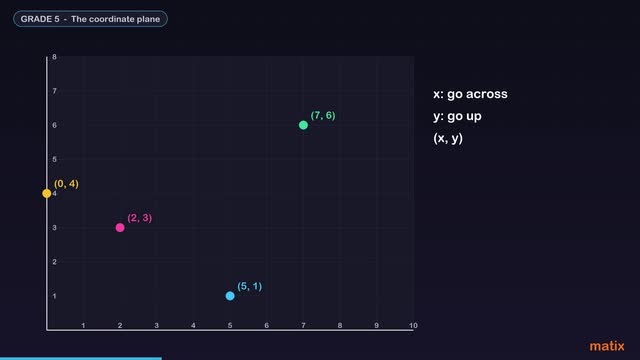 GRADE 5 - The coordinate plane
8
7
6
5
4
3
2
1
(7, 6)
(0, 4)
(2, 3)
(5, 1)
1 2 3 4 5 6 7 8 9 10
x: go across
y: go up
(x, y)
matix